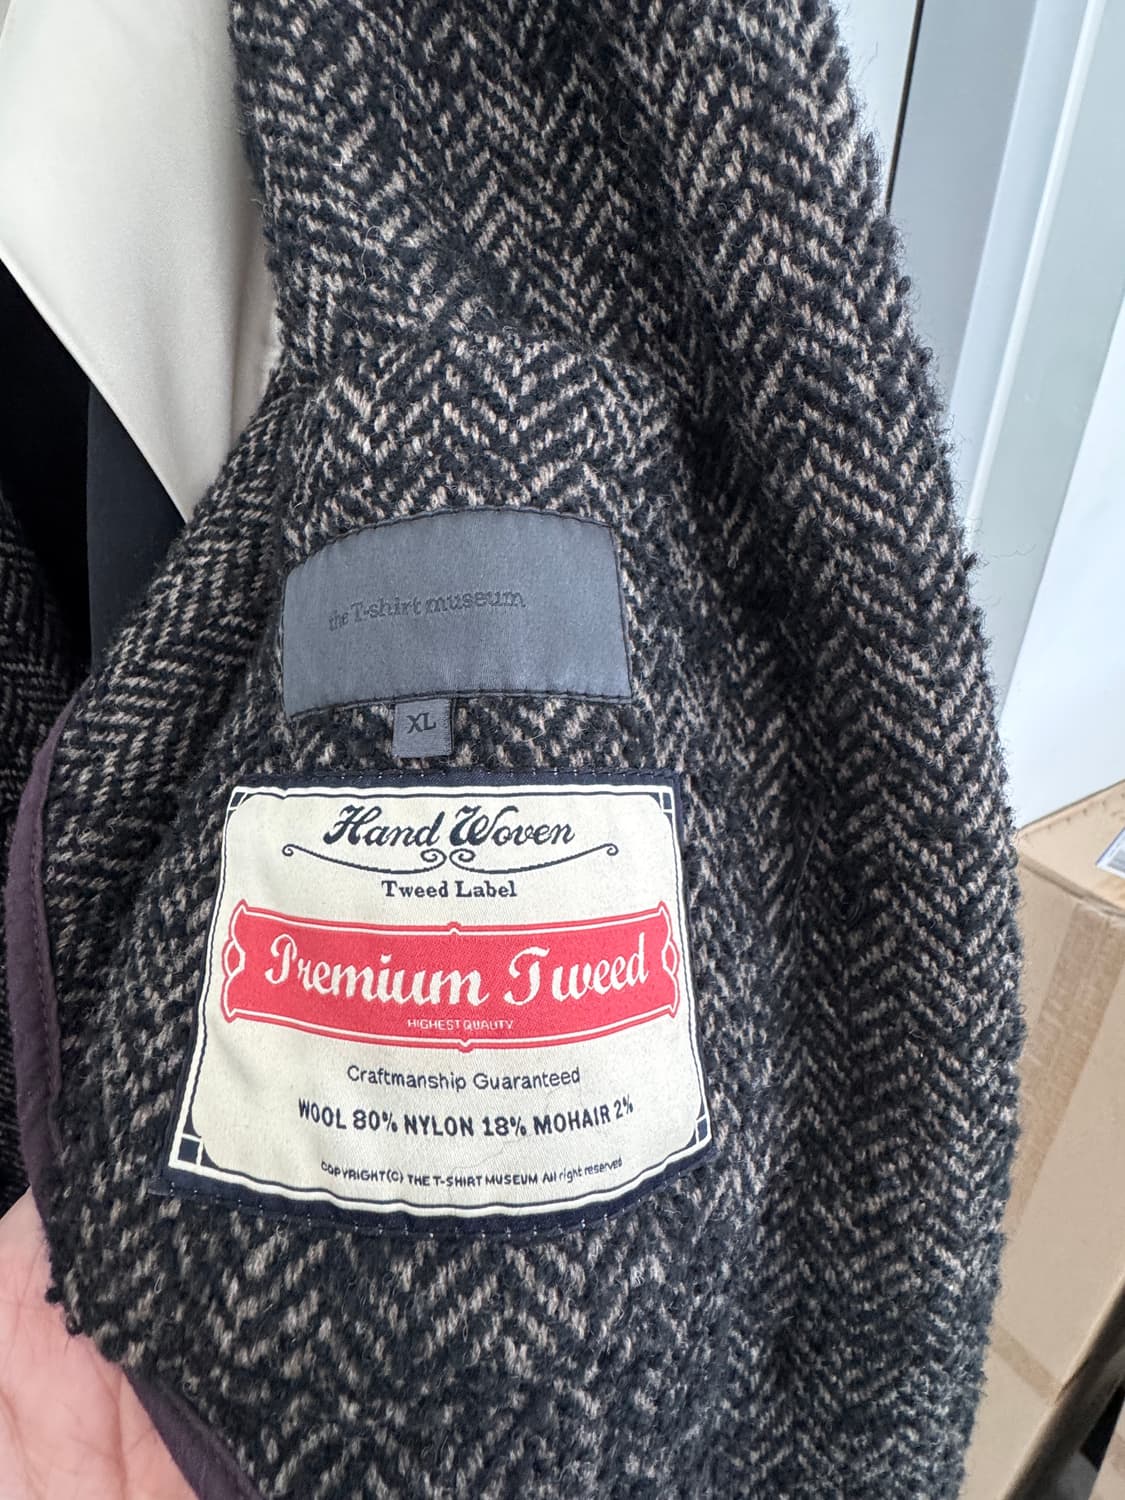 the T-shirt museum
XL
Hand Woven
Tweed Label
Premium Tweed
HIGHEST QUALITY
Craftmanship Guaranteed
WOOL 80% NYLON 18% MOHAIR 2%
COPYRIGHT(C) THE T-SHIRT MUSEUM All right reserved